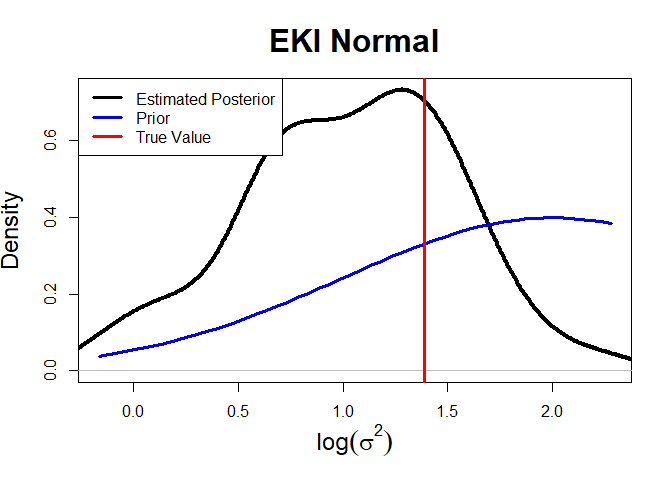 EKI Normal
Estimated Posterior
Prior
True Value
Density
0.0
0.2
0.4
0.6
0.0 0.5 1.0 1.5 2.0
log(σ²)